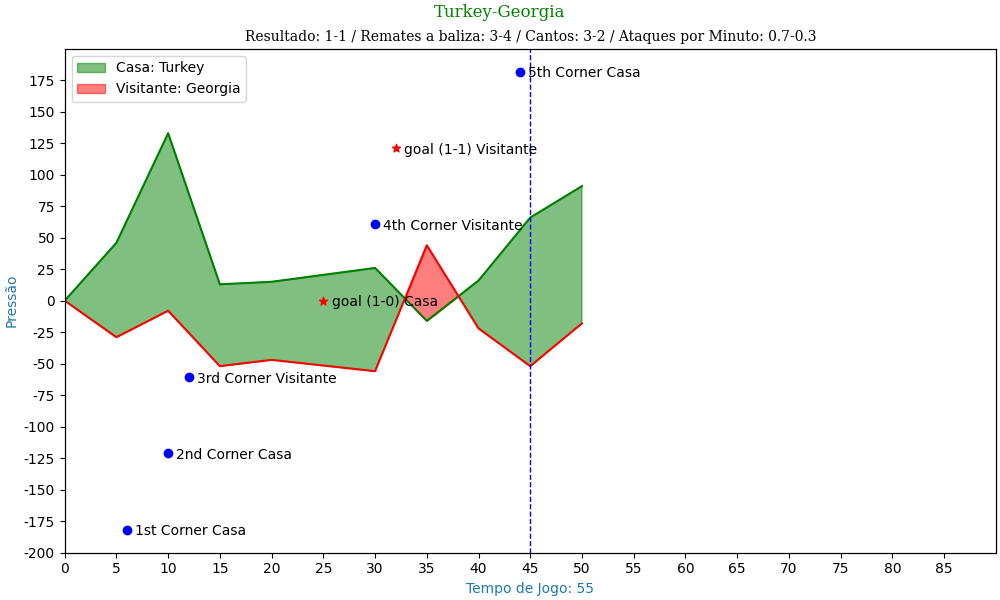 Turkey-Georgia
Resultado: 1-1 / Remates a baliza: 3-4 / Cantos: 3-2 / Ataques por Minuto: 0.7-0.3
Casa: Turkey
Visitante: Georgia
5th Corner Casa
goal (1-1) Visitante
4th Corner Visitante
goal (1-0) Casa
3rd Corner Visitante
2nd Corner Casa
1st Corner Casa
Pressão
175
150
125
100
75
50
25
0
-25
-50
-75
-100
-125
-150
-175
-200
0 5 10 15 20 25 30 35 40 45 50 55 60 65 70 75 80 85
Tempo de Jogo: 55